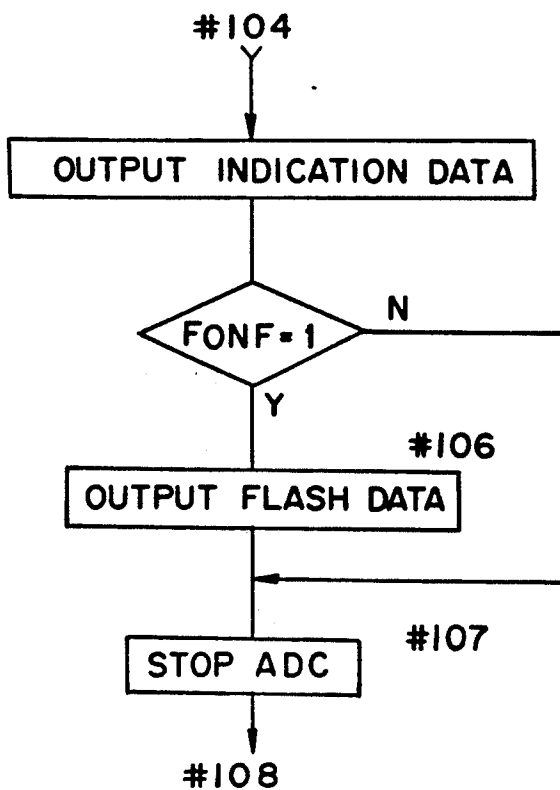 #104
OUTPUT INDICATION DATA
FONF=1
N
Y
#106
OUTPUT FLASH DATA
#107
STOP ADC
#108